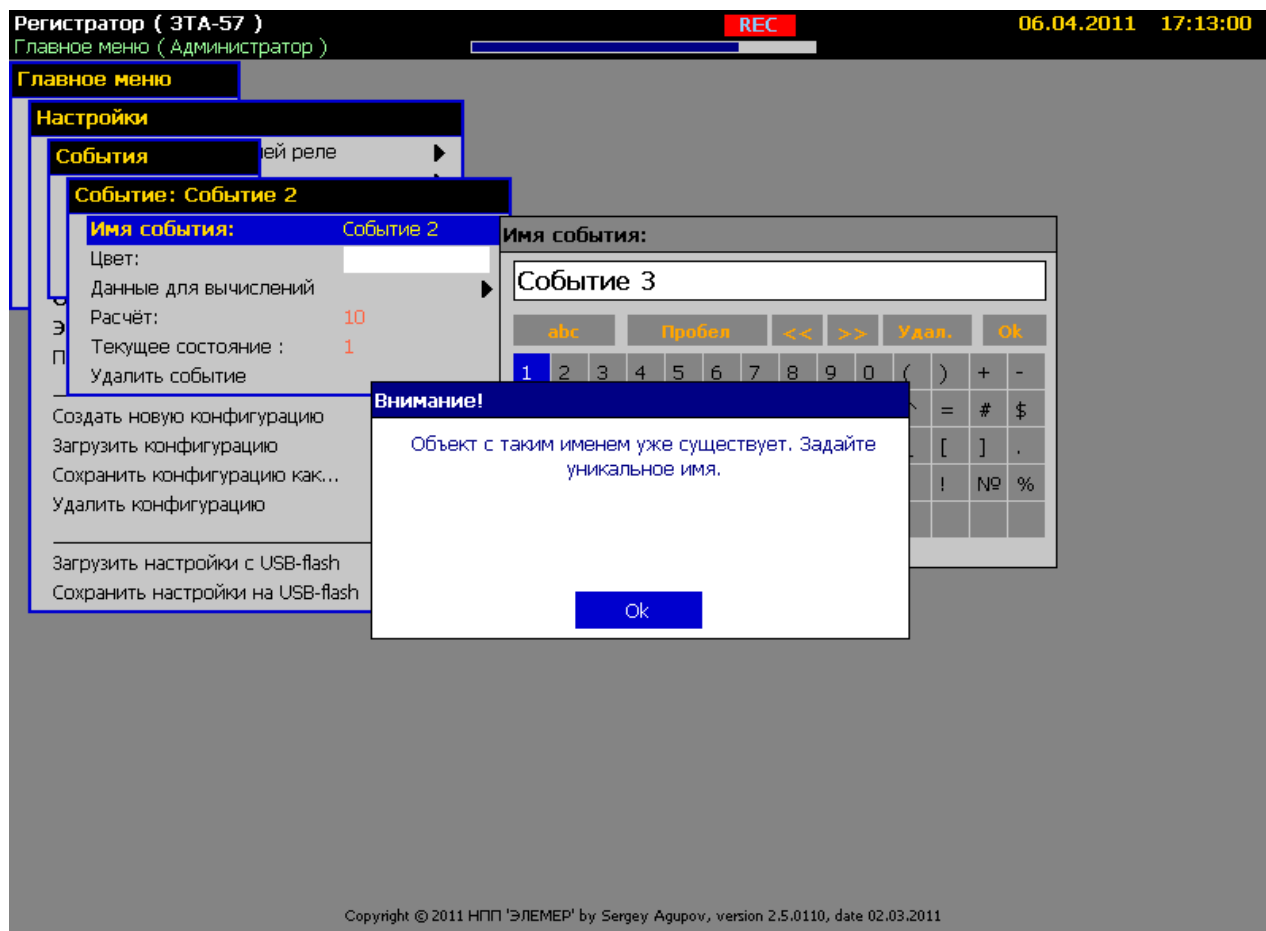 Регистратор ( ЗТА-57 )
REC
06.04.2011 17:13:00
Главное меню ( Администратор )
Главное меню
Настройки
События
ей реле
Событие: Событие 2
Имя события: Событие 2
Цвет:
Данные для вычислений
Расчёт: 10
Текущее состояние : 1
Удалить событие
Имя события:
Событие 3
abc Пробел << >> Удал. Ok
1 2 3 4 5 6 7 8 9 0 ( ) + -
^ = # $
_ [ ] .
! № %
Э
П
Создать новую конфигурацию
Загрузить конфигурацию
Сохранить конфигурацию как...
Удалить конфигурацию
Загрузить настройки с USB-flash
Сохранить настройки на USB-flash
Внимание!
Объект с таким именем уже существует. Задайте
уникальное имя.
Ok
Copyright © 2011 НПП 'ЭЛЕМЕР' by Sergey Agupov, version 2.5.0110, date 02.03.2011